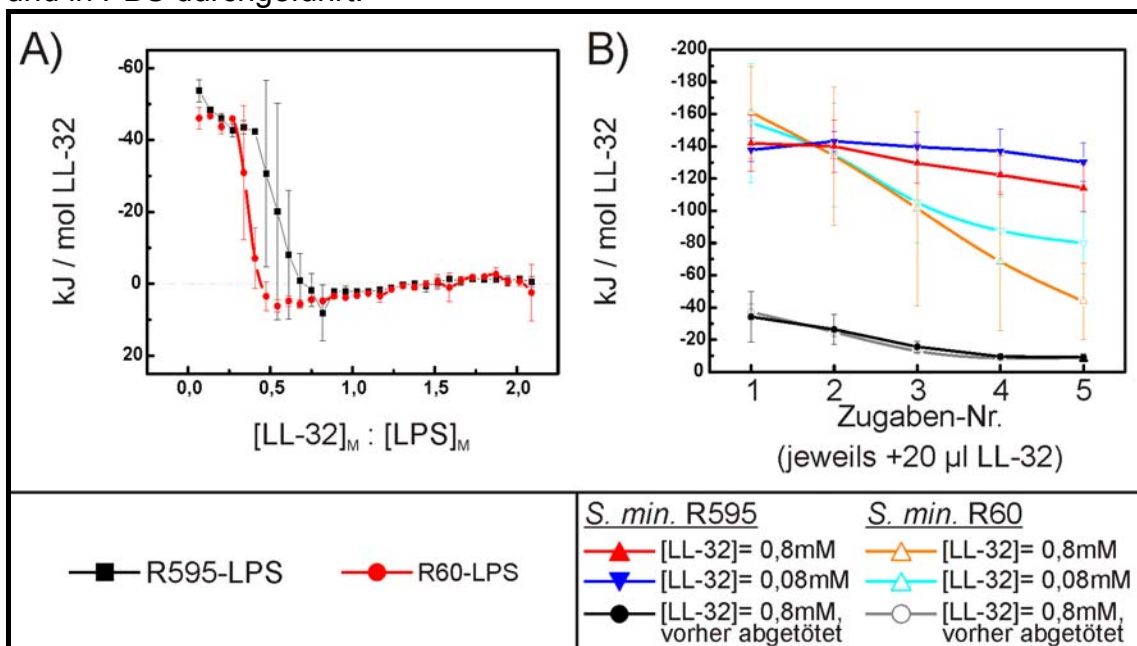 und in PBS durchgeführt.
A)
kJ / mol LL-32
-60
-40
-20
0
20
0,0 0,5 1,0 1,5 2,0
[LL-32]M : [LPS]M
B)
kJ / mol LL-32
-200
-180
-160
-140
-120
-100
-80
-60
-40
-20
0
1 2 3 4 5
Zugaben-Nr.
(jeweils +20 µl LL-32)
R595-LPS R60-LPS
S. min. R595
[LL-32]= 0,8mM
[LL-32]= 0,08mM
[LL-32]= 0,8mM,
vorher abgetötet
S. min. R60
[LL-32]= 0,8mM
[LL-32]= 0,08mM
[LL-32]= 0,8mM,
vorher abgetötet